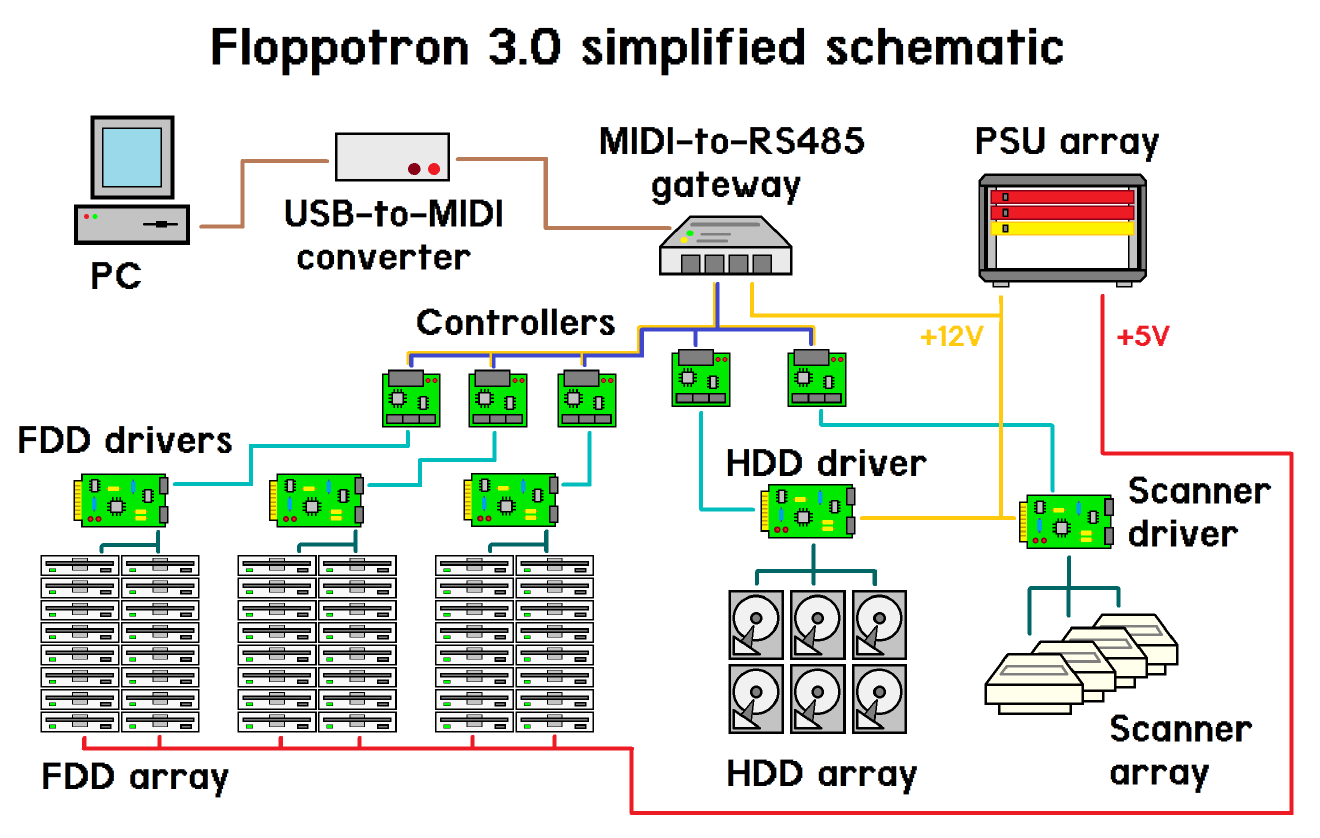 Floppotron 3.0 simplified schematic
MIDI-to-RS485
gateway
PSU array
USB-to-MIDI
converter
PC
Controllers
+12V
+5V
FDD drivers
HDD driver
Scanner
driver
FDD array
HDD array
Scanner
array